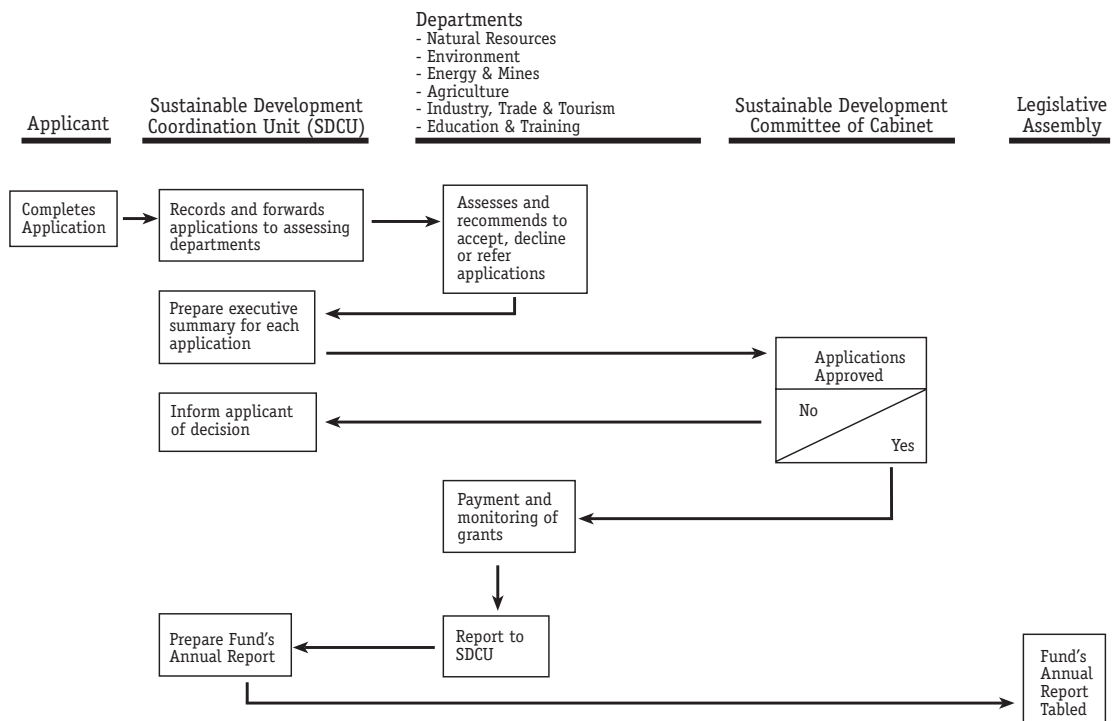 Applicant
Sustainable Development
Coordination Unit (SDCU)
Departments
- Natural Resources
- Environment
- Energy & Mines
- Agriculture
- Industry, Trade & Tourism
- Education & Training
Sustainable Development
Committee of Cabinet
Legislative
Assembly
Completes
Application
Records and forwards
applications to assessing
departments
Assesses and
recommends to
accept, decline
or refer
applications
Prepare executive
summary for each
application
Applications
Approved
No
Yes
Inform applicant
of decision
Payment and
monitoring of
grants
Report to
SDCU
Prepare Fund's
Annual Report
Fund's
Annual
Report
Tabled